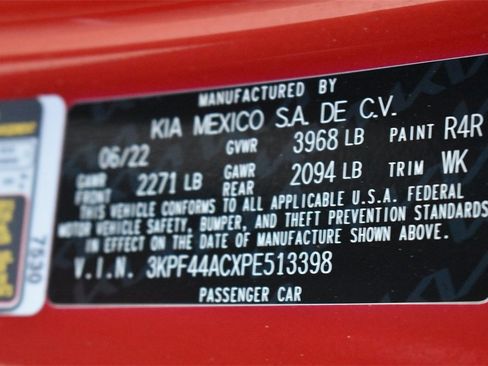 MANUFACTURED BY
KIA MEXICO S.A. DE C.V.
06/22 GVWR 3968 LB PAINT R4R
GAWR FRONT 2271 LB GAWR REAR 2094 LB TRIM WK
THIS VEHICLE CONFORMS TO ALL APPLICABLE U.S.A. FEDERAL
MOTOR VEHICLE SAFETY, BUMPER, AND THEFT PREVENTION STANDARDS
IN EFFECT ON THE DATE OF MANUFACTURE SHOWN ABOVE.
V.I.N. 3KPF44ACXPE513398
PASSENGER CAR
7530